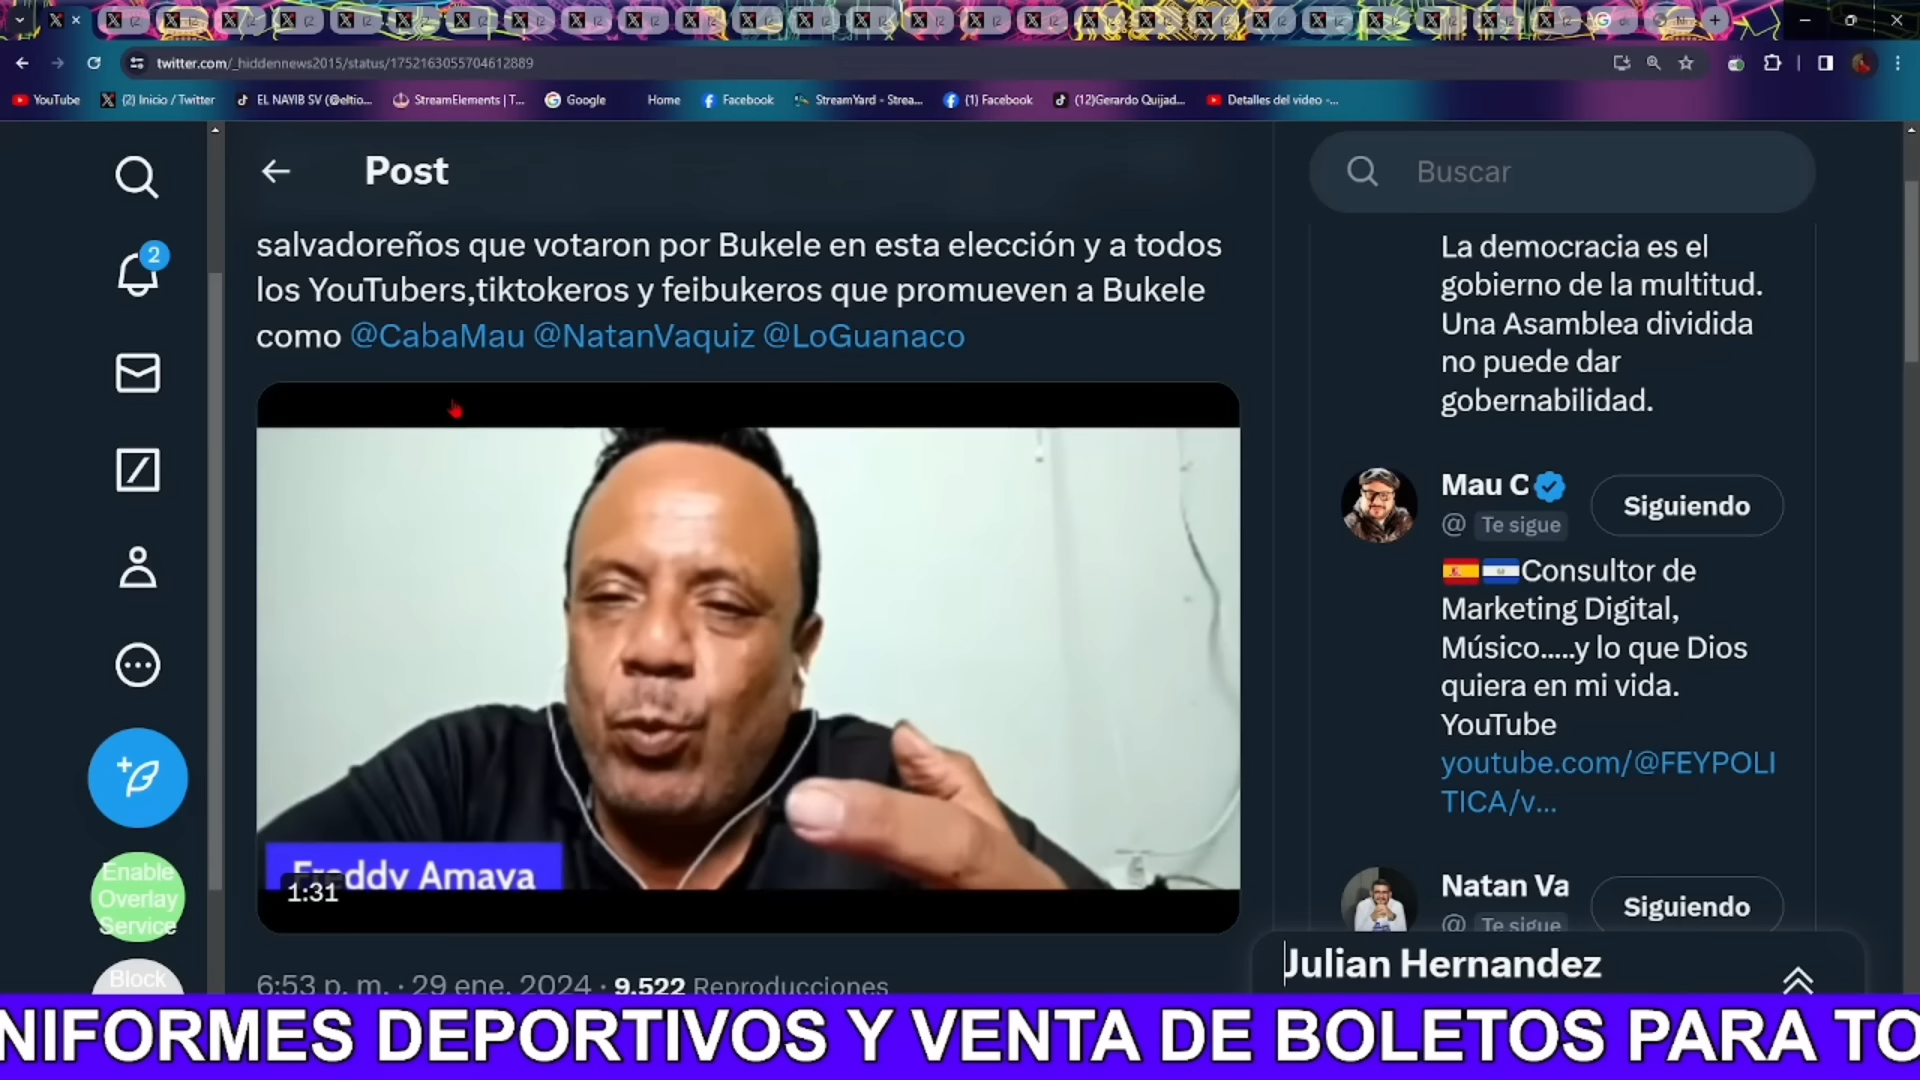 twitter.com/_hiddennews2015/status/1752163055704612889
YouTube
(2) Inicio / Twitter
EL NAYIB SV (@eltio...
StreamElements | T...
Google
Home
Facebook
StreamYard - Strea...
(1) Facebook
(12)Gerardo Quijad...
Detalles del video -...
Post
salvadoreños que votaron por Bukele en esta elección y a todos
los YouTubers,tiktokeros y feibukeros que promueven a Bukele
como @CabaMau @NatanVaquiz @LoGuanaco
Freddy Amaya
1:31
6:53 p. m. · 29 ene. 2024 · 9.522 Reproducciones
2
Enable
Overlay
Service
Block
Buscar
La democracia es el
gobierno de la multitud.
Una Asamblea dividida
no puede dar
gobernabilidad.
Mau C
@ Te sigue
Siguiendo
Consultor de
Marketing Digital,
Músico.....y lo que Dios
quiera en mi vida.
YouTube
youtube.com/@FEYPOLI
TICA/v...
Natan Va
@ Te sigue
Siguiendo
Julian Hernandez
NIFORMES DEPORTIVOS Y VENTA DE BOLETOS PARA TO